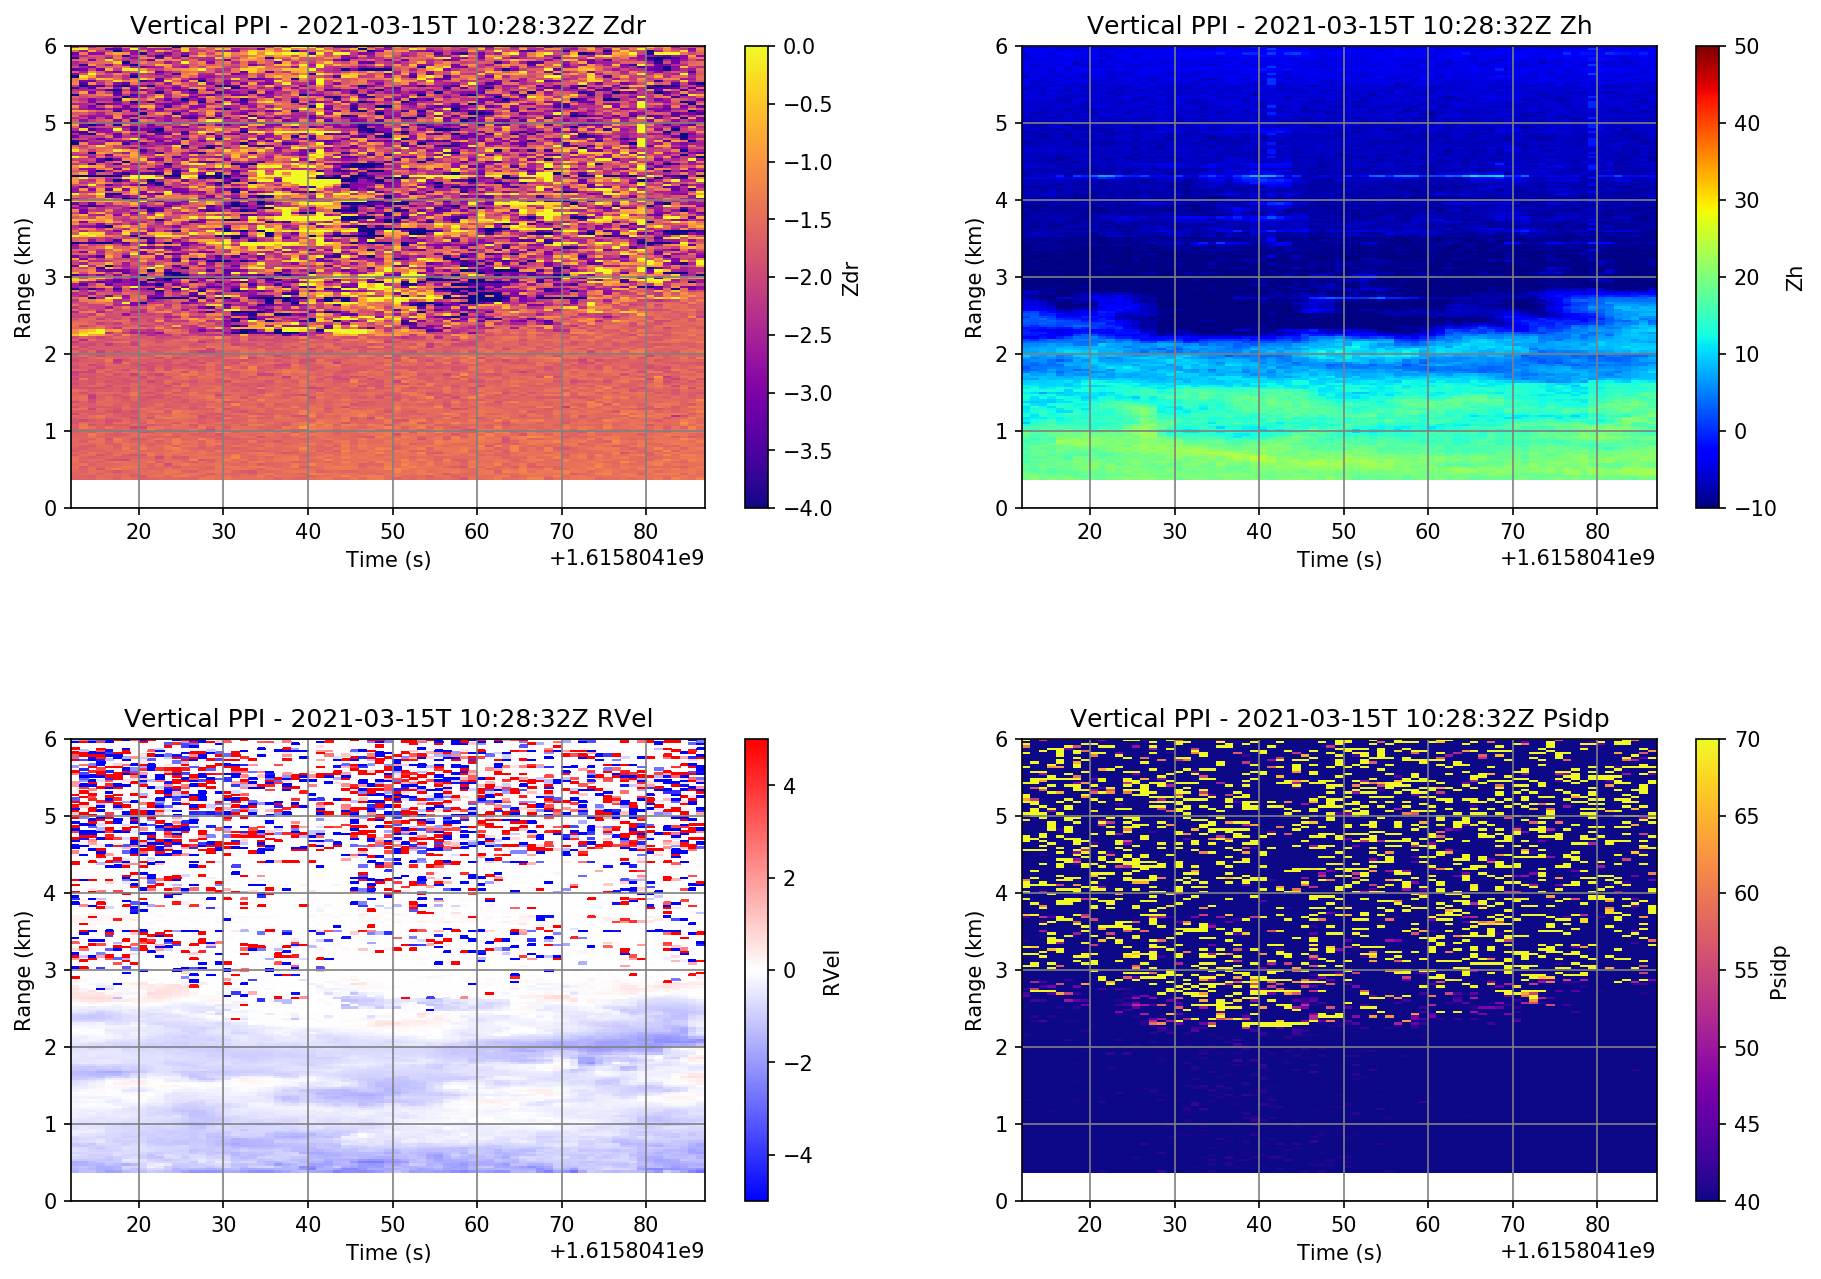 Vertical PPI - 2021-03-15T 10:28:32Z Zdr
6
5
4
3
2
1
0
Range (km)
20 30 40 50 60 70 80
Time (s)
+1.6158041e9
0.0
−0.5
−1.0
−1.5
−2.0
−2.5
−3.0
−3.5
−4.0
Zdr
Vertical PPI - 2021-03-15T 10:28:32Z Zh
6
5
4
3
2
1
0
Range (km)
20 30 40 50 60 70 80
Time (s)
+1.6158041e9
50
40
30
20
10
0
−10
Zh
Vertical PPI - 2021-03-15T 10:28:32Z RVel
6
5
4
3
2
1
0
Range (km)
20 30 40 50 60 70 80
Time (s)
+1.6158041e9
4
2
0
−2
−4
RVel
Vertical PPI - 2021-03-15T 10:28:32Z Psidp
6
5
4
3
2
1
0
Range (km)
20 30 40 50 60 70 80
Time (s)
+1.6158041e9
70
65
60
55
50
45
40
Psidp